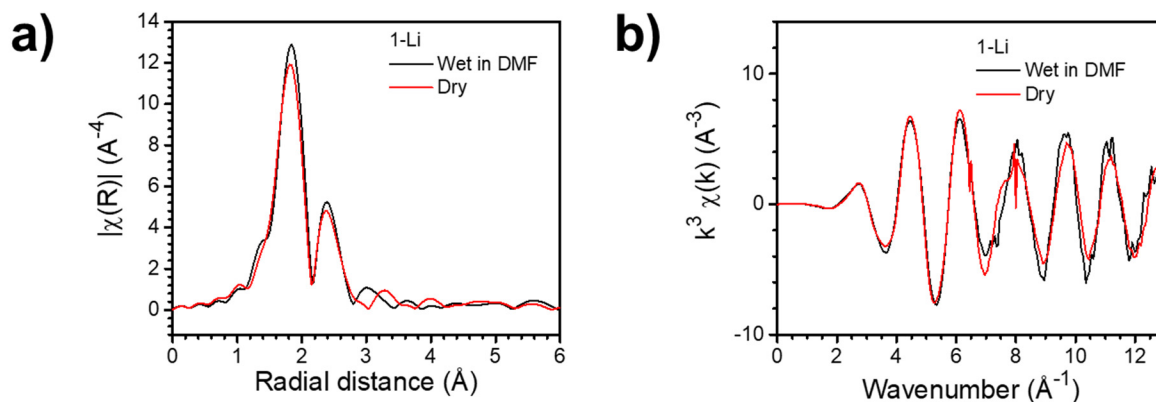 a)
14
12
10
8
6
4
2
0
|χ(R)| (A⁻⁴)
1-Li
Wet in DMF
Dry
0 1 2 3 4 5 6
Radial distance (Å)
b)
10
0
-10
k³ χ(k) (A⁻³)
1-Li
Wet in DMF
Dry
0 2 4 6 8 10 12
Wavenumber (Å⁻¹)